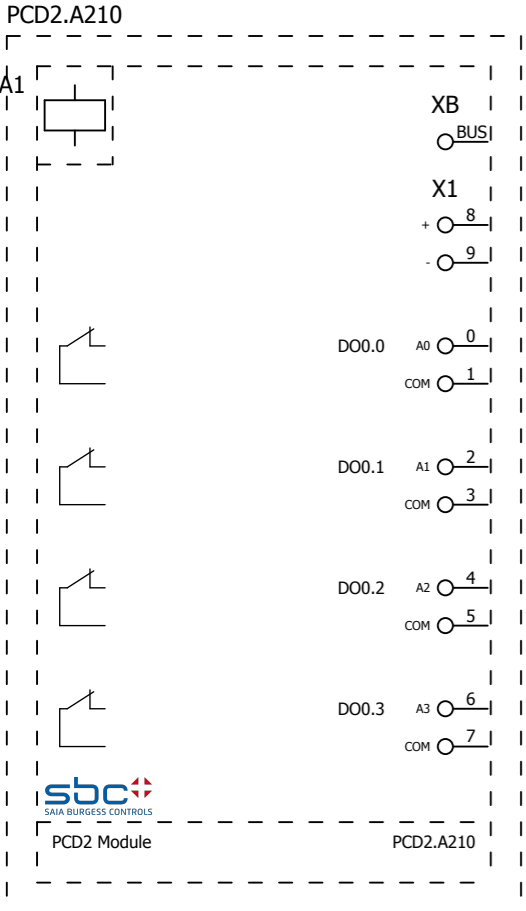 PCD2.A210
A1
XB
BUS
X1
+ 8
- 9
DO0.0 A0 0
COM 1
DO0.1 A1 2
COM 3
DO0.2 A2 4
COM 5
DO0.3 A3 6
COM 7
sbc
SAIA BURGESS CONTROLS
PCD2 Module PCD2.A210